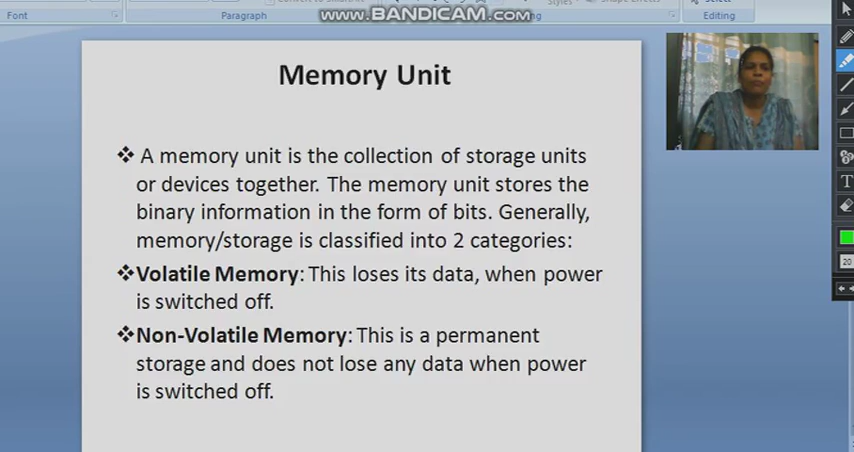 www.BANDICAM.com
Font
Paragraph
Editing
Memory Unit
❖ A memory unit is the collection of storage units
or devices together. The memory unit stores the
binary information in the form of bits. Generally,
memory/storage is classified into 2 categories:
❖Volatile Memory: This loses its data, when power
is switched off.
❖Non-Volatile Memory: This is a permanent
storage and does not lose any data when power
is switched off.
T
20